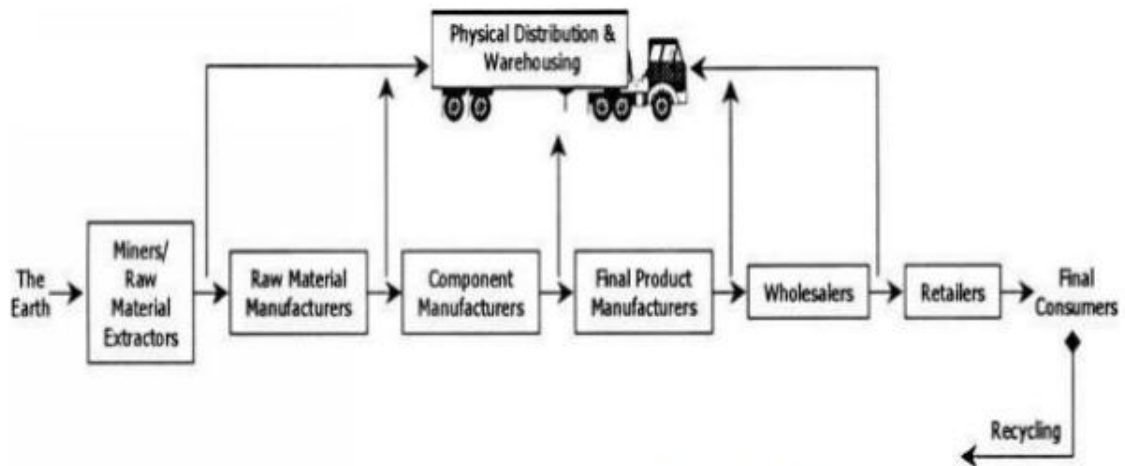 Physical Distribution &
Warehousing
The
Earth
Miners/
Raw
Material
Extractors
Raw Material
Manufacturers
Component
Manufacturers
Final Product
Manufacturers
Wholesalers
Retailers
Final
Consumers
Recycling